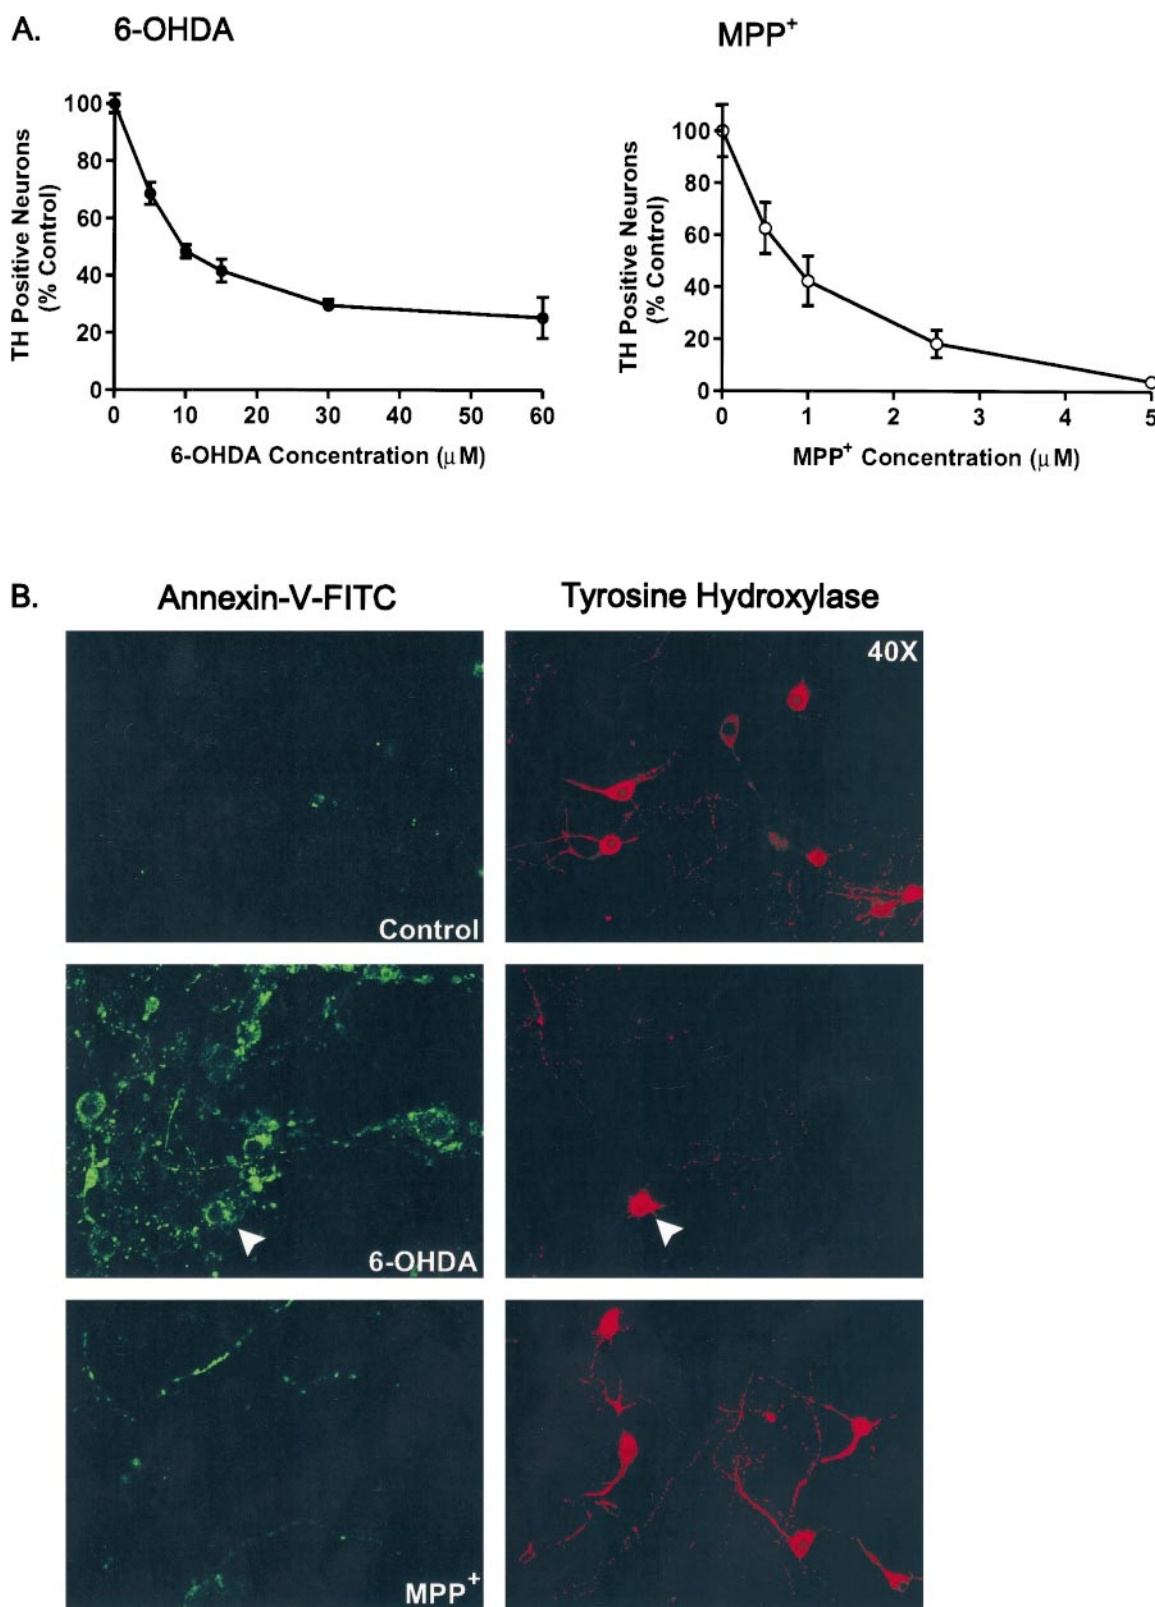 A. 6-OHDA
MPP+
TH Positive Neurons
(% Control)
100
80
60
40
20
0
0 10 20 30 40 50 60
6-OHDA Concentration (μM)
TH Positive Neurons
(% Control)
100
80
60
40
20
0
0 1 2 3 4 5
MPP+ Concentration (μM)
B. Annexin-V-FITC Tyrosine Hydroxylase
40X
Control
6-OHDA
MPP+